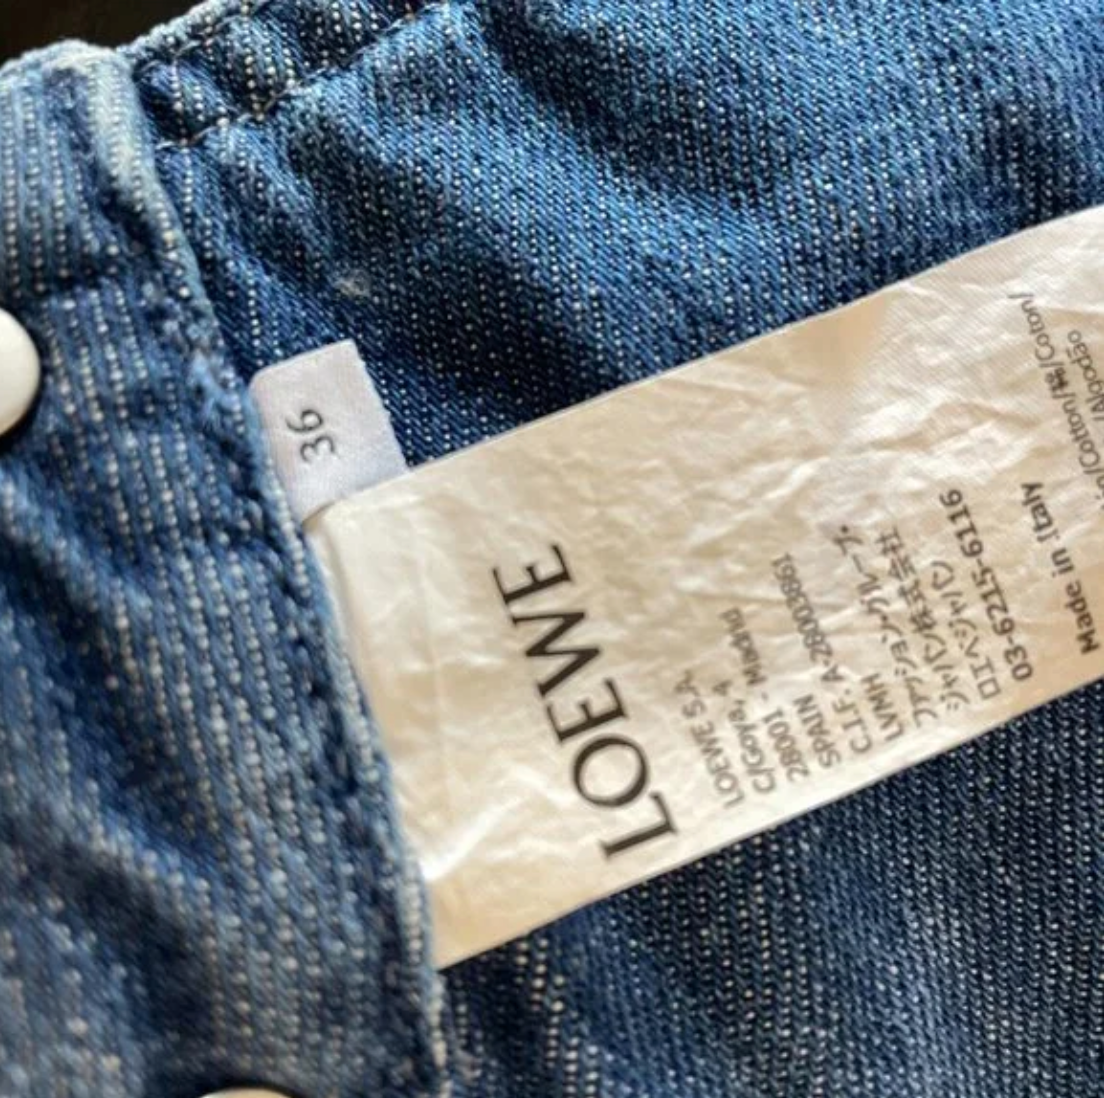 36
LOEWE
LOEWE S.A.
C/Goya, 4
28001 - Madrid
SPAIN
C.I.F. A-28003861
LVMH
ファッショングループ.
ジャパン株式会社
ロエベジャパン
03-6215-6116
Made in Italy
/Cotton/棉/Coton/
/Algodão